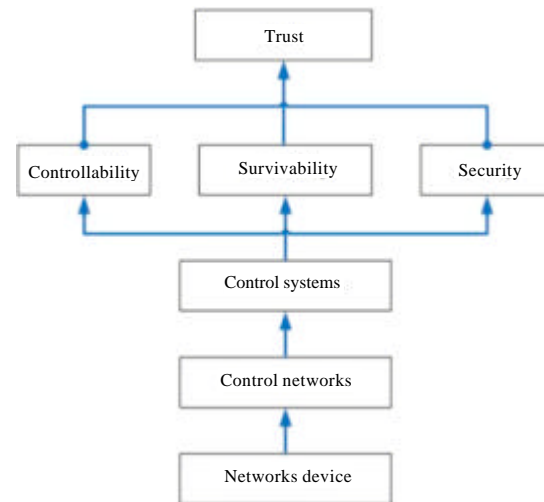 Trust
Controllability
Survivability
Security
Control systems
Control networks
Networks device